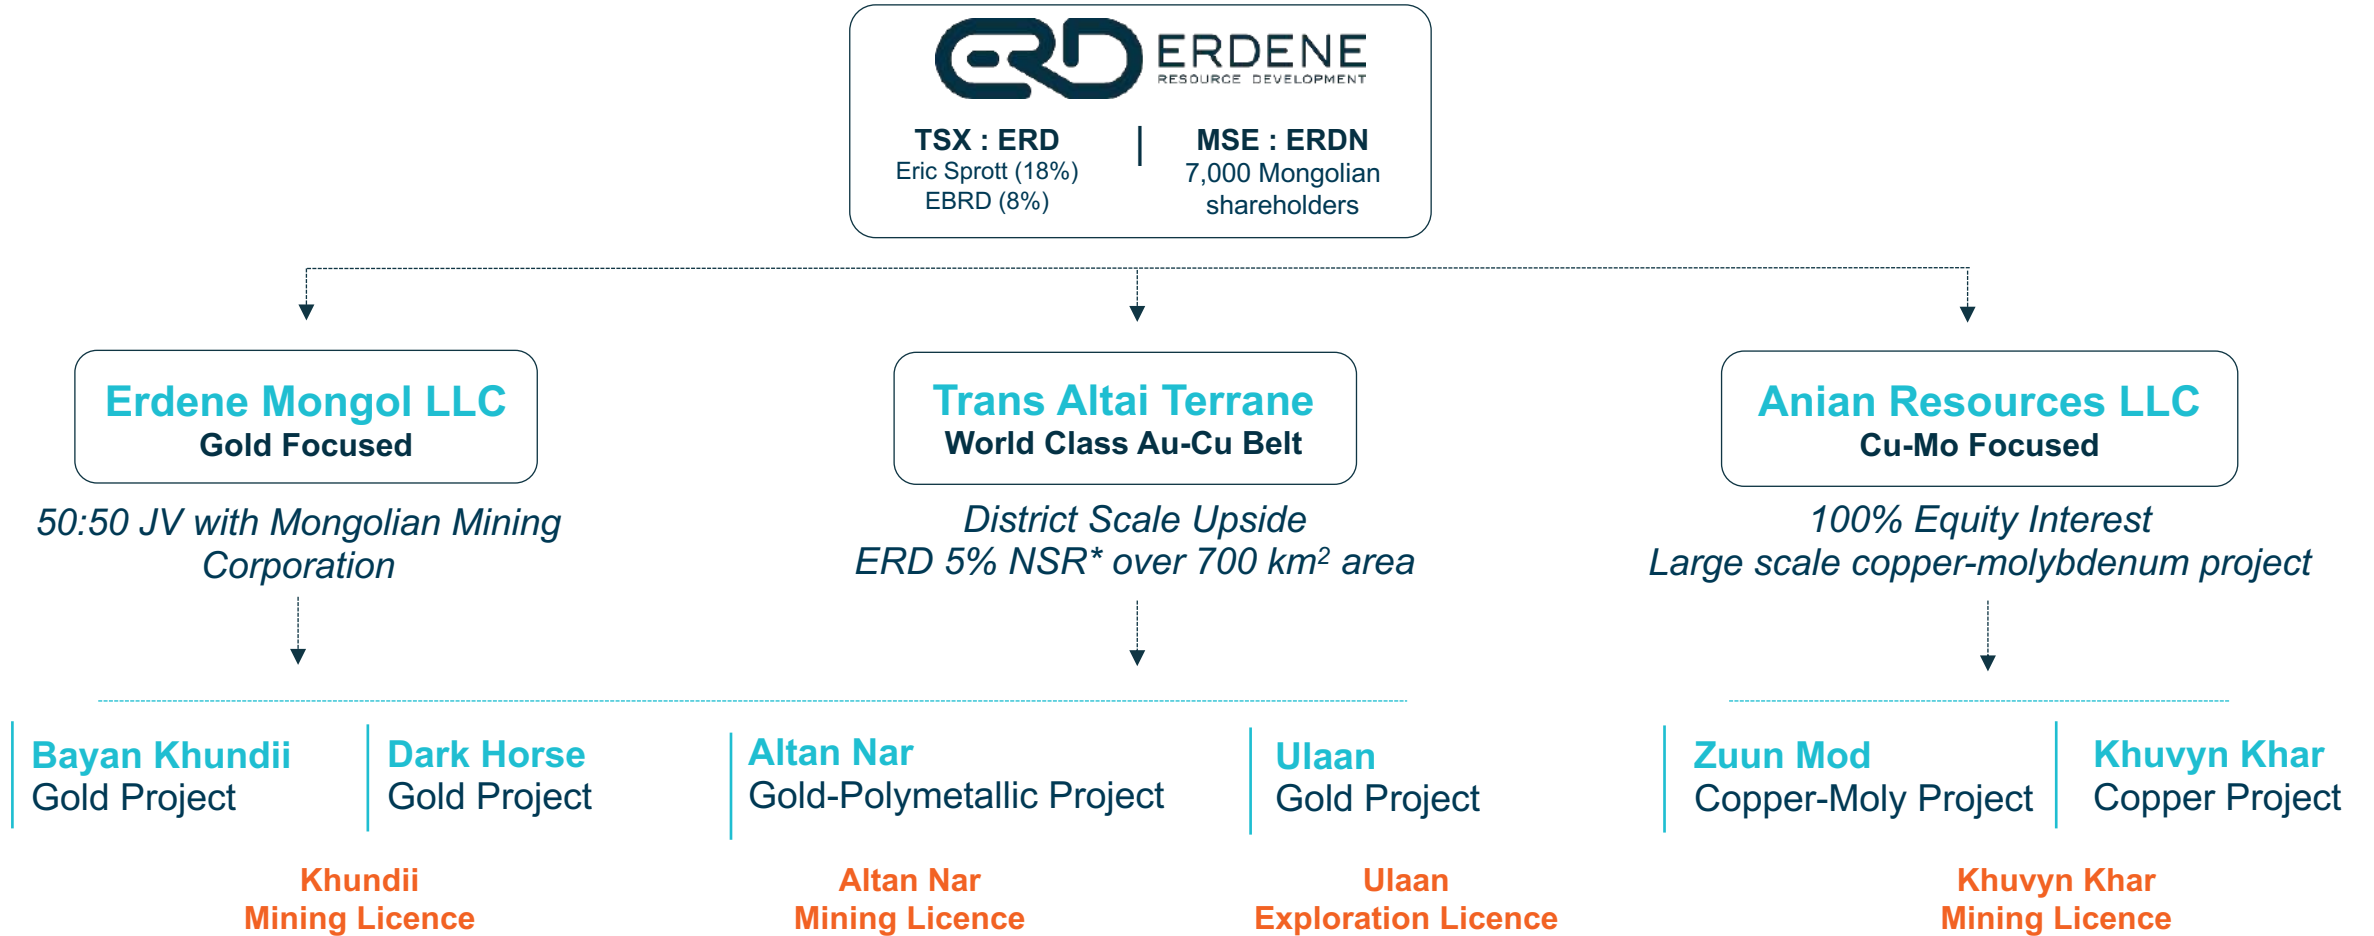 ERD ERDENE
RESOURCE DEVELOPMENT
TSX : ERD | MSE : ERDN
Eric Sprott (18%)
EBRD (8%)
7,000 Mongolian
shareholders
Erdene Mongol LLC
Gold Focused
50:50 JV with Mongolian Mining
Corporation
Trans Altai Terrane
World Class Au-Cu Belt
District Scale Upside
ERD 5% NSR* over 700 km² area
Anian Resources LLC
Cu-Mo Focused
100% Equity Interest
Large scale copper-molybdenum project
Bayan Khundii
Gold Project
Dark Horse
Gold Project
Altan Nar
Gold-Polymetallic Project
Ulaan
Gold Project
Zuun Mod
Copper-Moly Project
Khuvyn Khar
Copper Project
Khundii
Mining Licence
Altan Nar
Mining Licence
Ulaan
Exploration Licence
Khuvyn Khar
Mining Licence